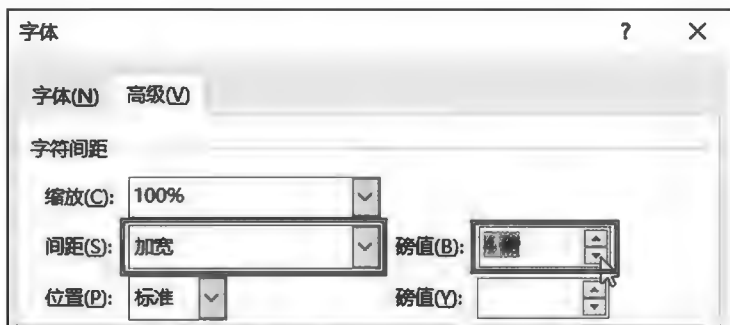 字体 ? ×
字体(N) 高级(V)
字符间距
缩放(C): 100%
间距(S): 加宽 磅值(B):
位置(P): 标准 磅值(Y):